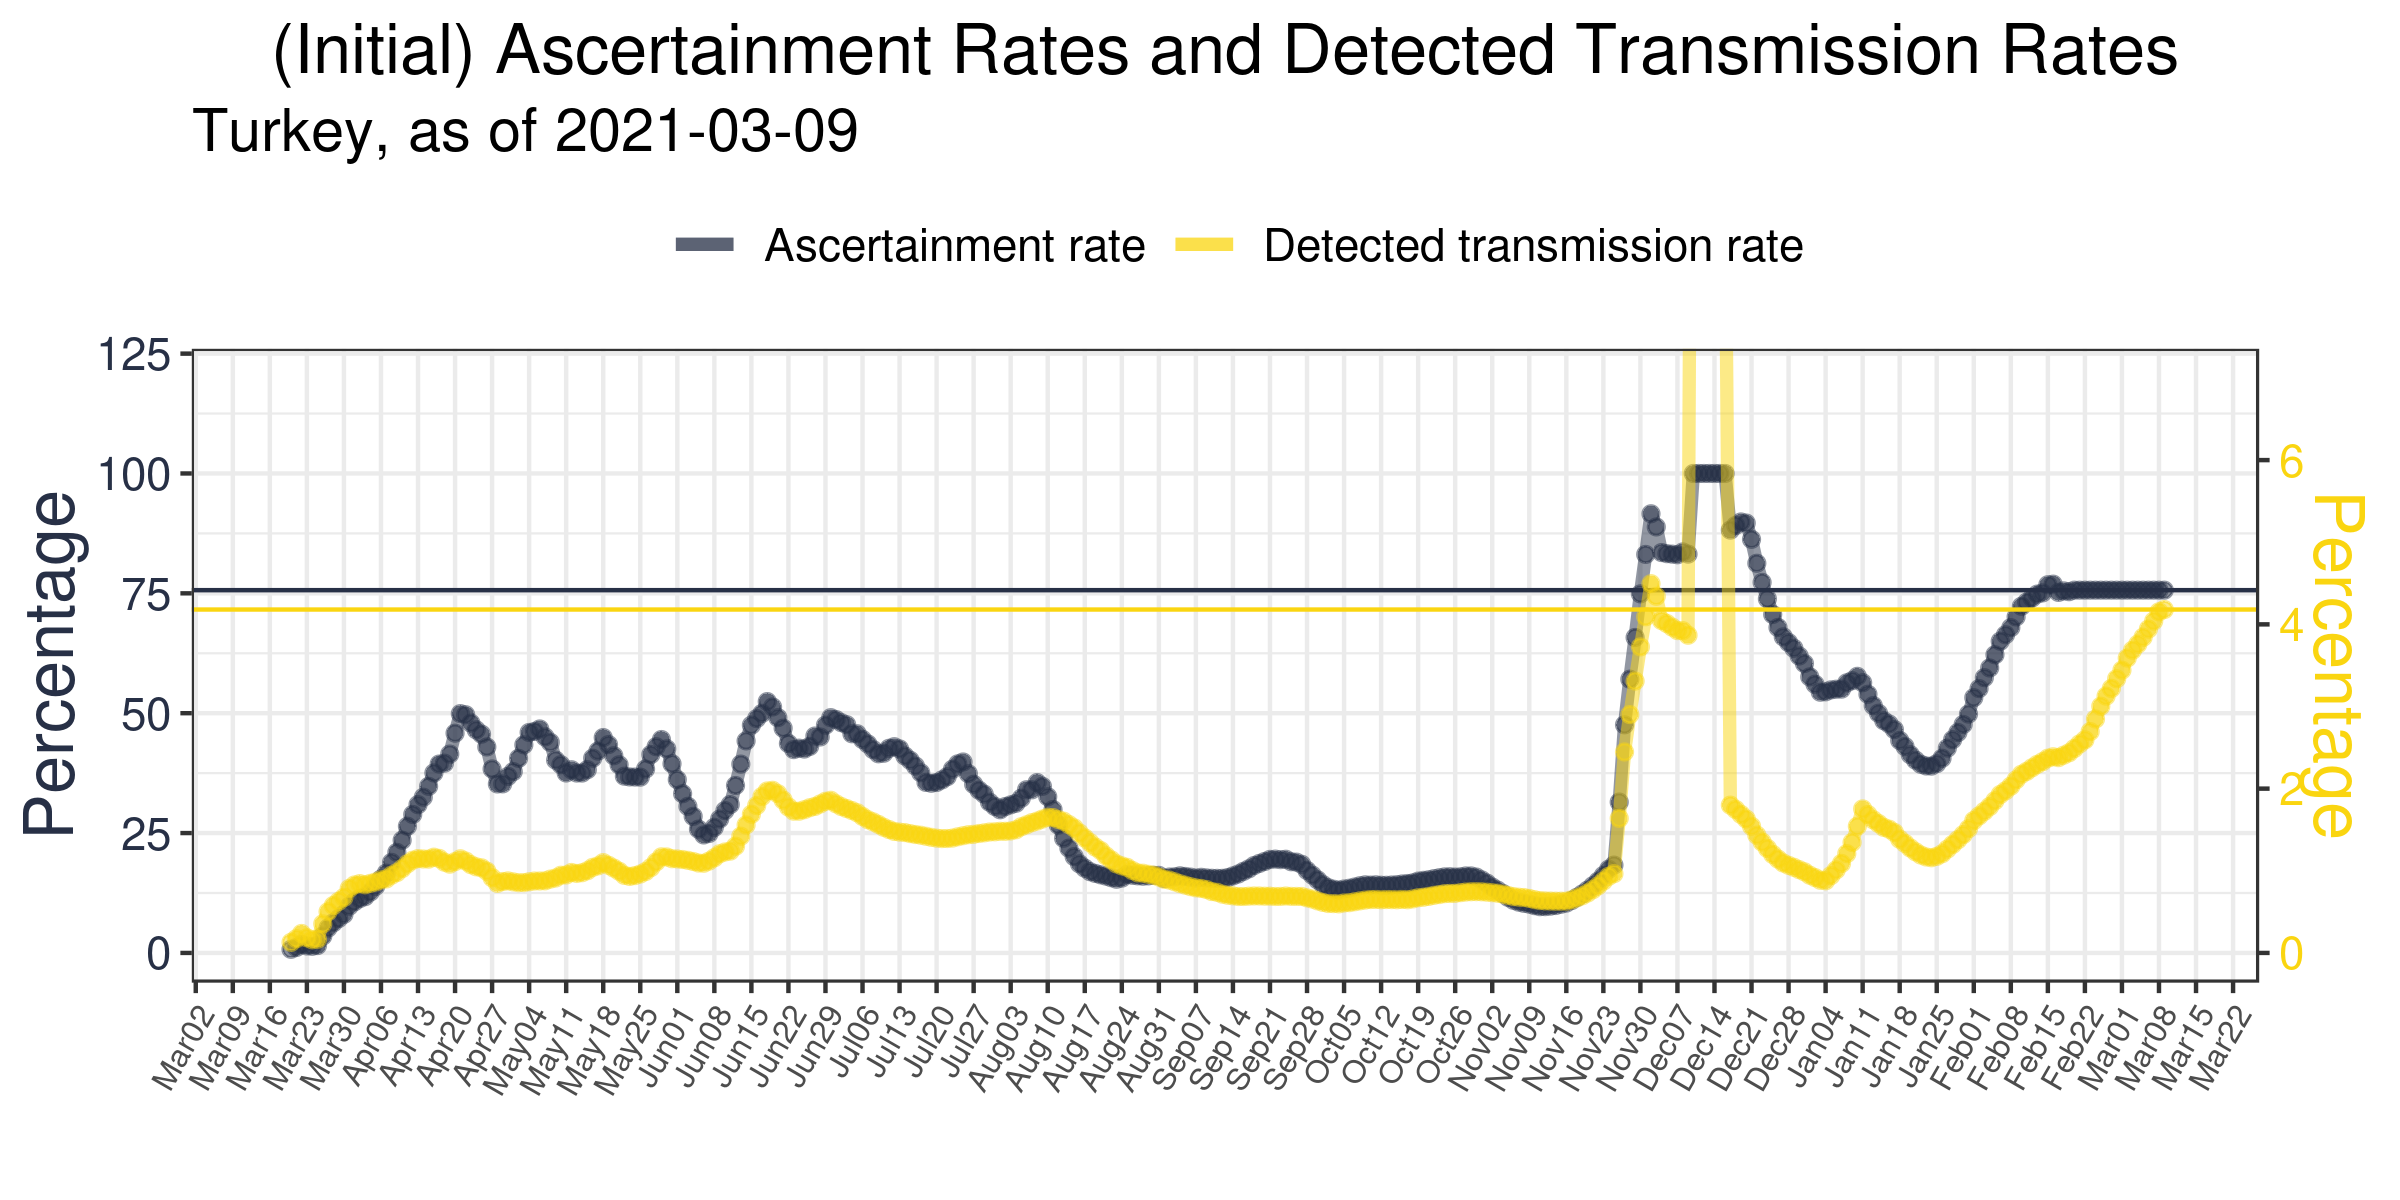 (Initial) Ascertainment Rates and Detected Transmission Rates
Turkey, as of 2021-03-09
Ascertainment rate
Detected transmission rate
Percentage
125
100
75
50
25
0
6
4
2
0
Percentage
Mar02
Mar09
Mar16
Mar23
Mar30
Apr06
Apr13
Apr20
Apr27
May04
May11
May18
May25
Jun01
Jun08
Jun15
Jun22
Jun29
Jul06
Jul13
Jul20
Jul27
Aug03
Aug10
Aug17
Aug24
Aug31
Sep07
Sep14
Sep21
Sep28
Oct05
Oct12
Oct19
Oct26
Nov02
Nov09
Nov16
Nov23
Nov30
Dec07
Dec14
Dec21
Dec28
Jan04
Jan11
Jan18
Jan25
Feb01
Feb08
Feb15
Feb22
Mar01
Mar08
Mar15
Mar22